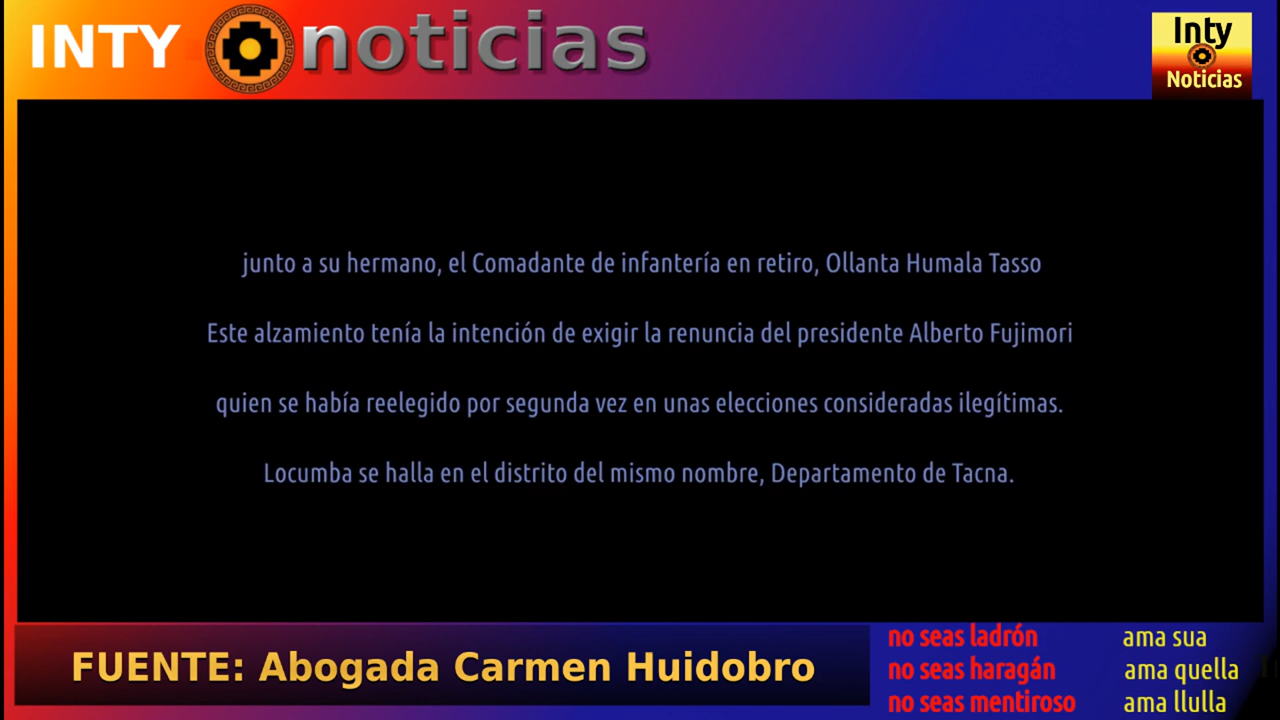 INTY noticias
Inty
Noticias
junto a su hermano, el Comadante de infantería en retiro, Ollanta Humala Tasso
Este alzamiento tenía la intención de exigir la renuncia del presidente Alberto Fujimori
quien se había reelegido por segunda vez en unas elecciones consideradas ilegítimas.
Locumba se halla en el distrito del mismo nombre, Departamento de Tacna.
FUENTE: Abogada Carmen Huidobro
no seas ladrón ama sua
no seas haragán ama quella
no seas mentiroso ama llulla